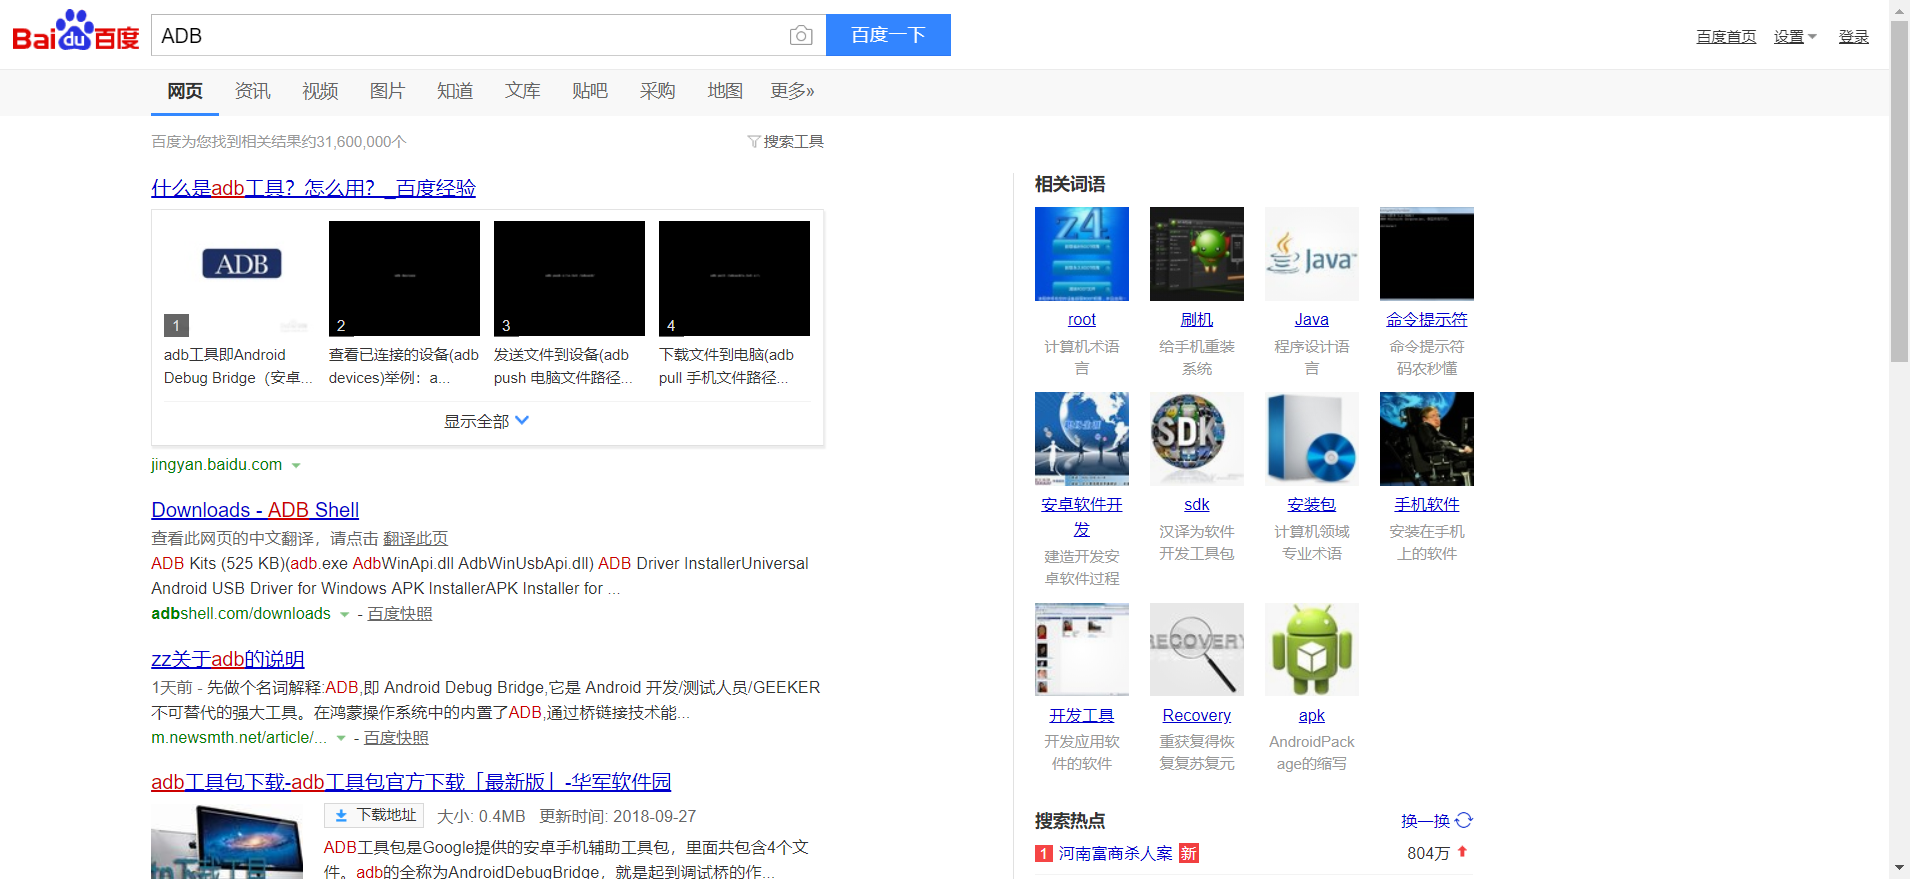 Bai du 百度
ADB
百度一下
百度首页 设置 登录
网页 资讯 视频 图片 知道 文库 贴吧 采购 地图 更多»
百度为您找到相关结果约31,600,000个
搜索工具
什么是adb工具？怎么用？_百度经验
ADB
1
2
3
4
adb工具即Android
Debug Bridge（安卓...
查看已连接的设备(adb
devices)举例：a...
发送文件到设备(adb
push 电脑文件路径...
下载文件到电脑(adb
pull 手机文件路径...
显示全部
jingyan.baidu.com
Downloads - ADB Shell
查看此网页的中文翻译，请点击 翻译此页
ADB Kits (525 KB)(adb.exe AdbWinApi.dll AdbWinUsbApi.dll) ADB Driver InstallerUniversal
Android USB Driver for Windows APK InstallerAPK Installer for ...
adbshell.com/downloads - 百度快照
zz关于adb的说明
1天前 - 先做个名词解释:ADB,即 Android Debug Bridge,它是 Android 开发/测试人员/GEEKER
不可替代的强大工具。在鸿蒙操作系统中的内置了ADB,通过桥链接技术能...
m.newsmth.net/article/... - 百度快照
adb工具包下载-adb工具包官方下载「最新版」-华军软件园
下载地址 大小: 0.4MB 更新时间: 2018-09-27
ADB工具包是Google提供的安卓手机辅助工具包，里面共包含4个文
件。adb的全称为AndroidDebugBridge，就是起到调试桥的作...
相关词语
z4
Java
root
计算机术语
言
刷机
给手机重装
系统
Java
程序设计语
言
命令提示符
命令提示符
码农秒懂
SDK
安卓软件开
发
建造开发安
卓软件过程
sdk
汉译为软件
开发工具包
安装包
计算机领域
专业术语
手机软件
安装在手机
上的软件
RECOVERY
开发工具
开发应用软
件的软件
Recovery
重获复得恢
复复苏复元
apk
AndroidPack
age的缩写
搜索热点
换一换
1 河南富商杀人案 新 804万